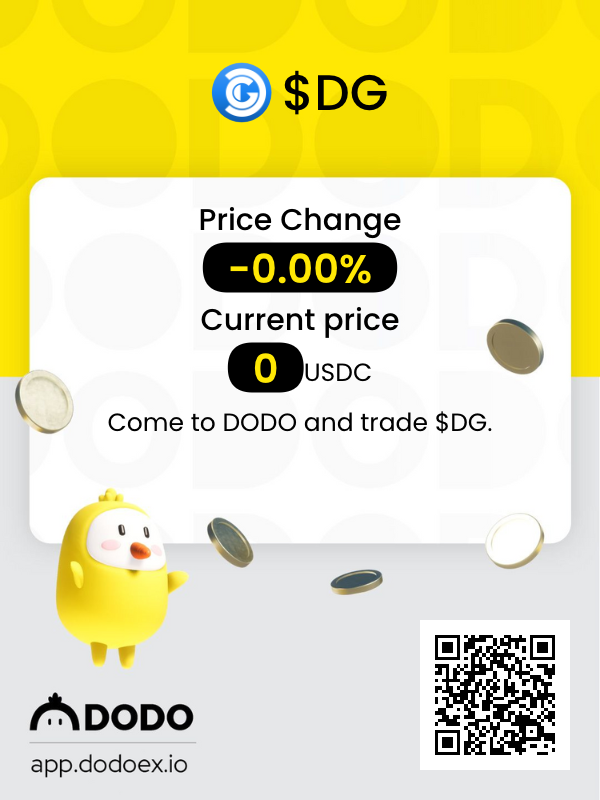 $DG
Price Change
-0.00%
Current price
0 USDC
Come to DODO and trade $DG.
DODO
app.dodoex.io